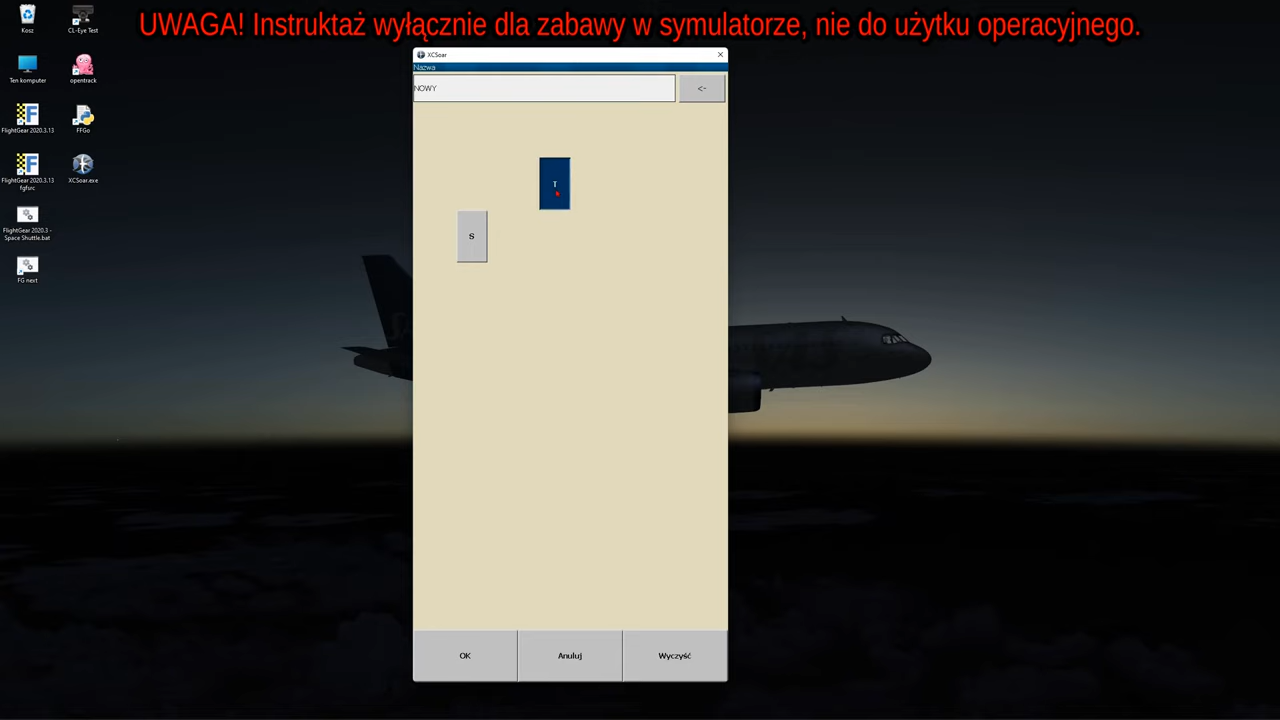 UWAGA! Instruktaż wyłącznie dla zabawy w symulatorze, nie do użytku operacyjnego.
Kosz
CL-Eye Test
Ten komputer
opentrack
FlightGear 2020.3.13
FFGo
FlightGear 2020.3.13
fgfsrc
XCSoar.exe
FlightGear 2020.3 -
Space Shuttle.bat
FG next
XCSoar
Nazwa
NOWY
<-
T
S
OK
Anuluj
Wyczyść